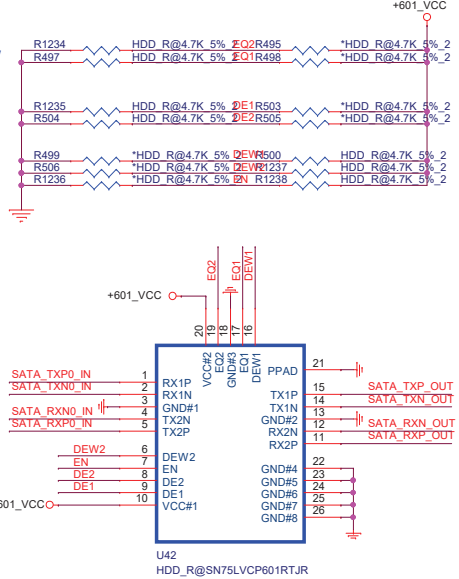 +601_VCC
R1234 HDD_R@4.7K_5%_2 EQ2 R495 *HDD_R@4.7K_5%_2
R497 HDD_R@4.7K_5%_2 EQ1 R498 *HDD_R@4.7K_5%_2
R1235 HDD_R@4.7K_5%_2 DE1 R503 *HDD_R@4.7K_5%_2
R504 HDD_R@4.7K_5%_2 DE2 R505 *HDD_R@4.7K_5%_2
R499 *HDD_R@4.7K_5%_2 DEW1 R500 HDD_R@4.7K_5%_2
R506 *HDD_R@4.7K_5%_2 DEW2 R1237 HDD_R@4.7K_5%_2
R1236 *HDD_R@4.7K_5%_2 EN R1238 HDD_R@4.7K_5%_2
EQ2 EQ1 DEW1
+601_VCC
20 19 18 17 16
VCC#2 EQ2 GND#3 EQ1 DEW1
PPAD 21
SATA_TXP0_IN 1 RX1P TX1P 15 SATA_TXP_OUT
SATA_TXN0_IN 2 RX1N TX1N 14 SATA_TXN_OUT
3 GND#1 GND#2 13
SATA_RXN0_IN 4 TX2N RX2N 12 SATA_RXN_OUT
SATA_RXP0_IN 5 TX2P RX2P 11 SATA_RXP_OUT
DEW2 6 DEW2 GND#4 22
EN 7 EN GND#5 23
DE2 8 DE2 GND#6 24
DE1 9 DE1 GND#7 25
601_VCC 10 VCC#1 GND#8 26
U42
HDD_R@SN75LVCP601RTJR